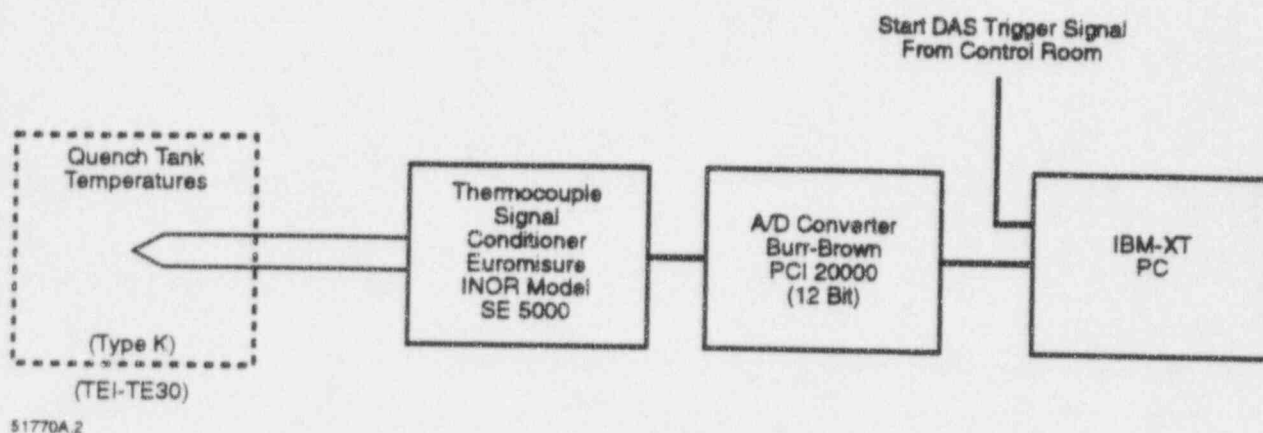 Start DAS Trigger Signal
From Control Room
Quench Tank
Temperatures
(Type K)
(TEI-TE30)
Thermocouple
Signal
Conditioner
Euromisure
INOR Model
SE 5000
A/D Converter
Burr-Brown
PCI 20000
(12 Bit)
IBM-XT
PC
51770A.2